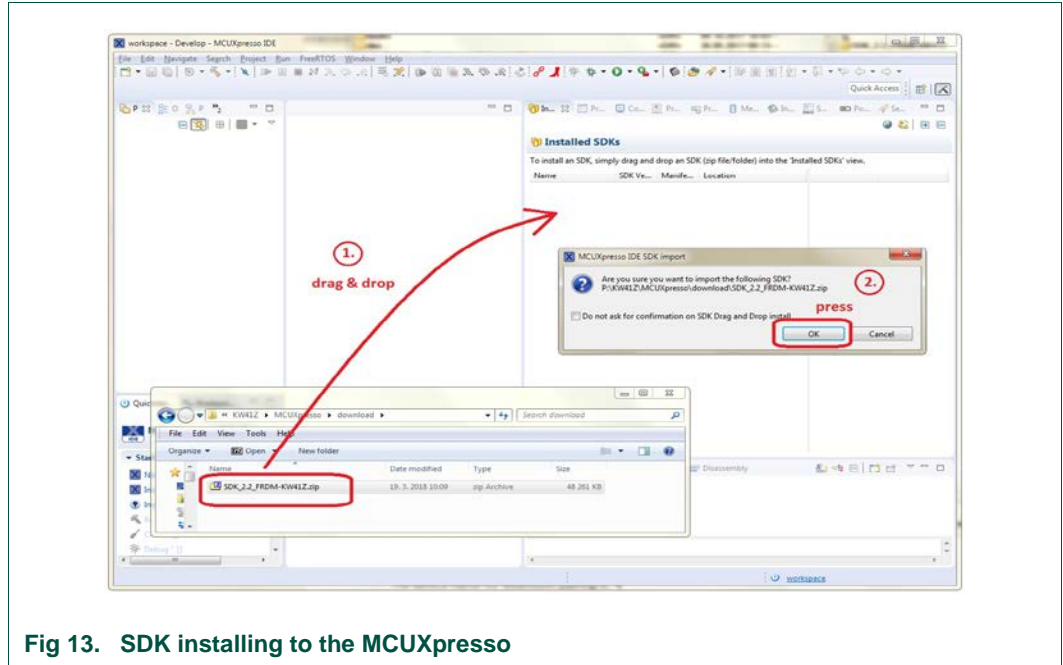 workspace - Develop - MCUXpresso IDE
File Edit Navigate Search Project Run FreeRTOS Window Help
Quick Access
Installed SDKs
To install an SDK, simply drag and drop an SDK (zip file/folder) into the 'Installed SDKs' view.
Name SDK Ve... Manife... Location
1.
drag & drop
MCUXpresso IDE SDK import
Are you sure you want to import the following SDK?
P:\KW41Z\MCUXpresso\download\SDK_2.2_FRDM-KW41Z.zip
2.
press
Do not ask for confirmation on SDK Drag and Drop install
OK Cancel
« KW41Z MCUXpresso download
Search download
File Edit View Tools Help
Organize Open New folder
Name Date modified Type Size
SDK_2.2_FRDM-KW41Z.zip 19. 3. 2018 10:09 zip Archive 48 261 KB
Disassembly
workspace
Fig 13. SDK installing to the MCUXpresso